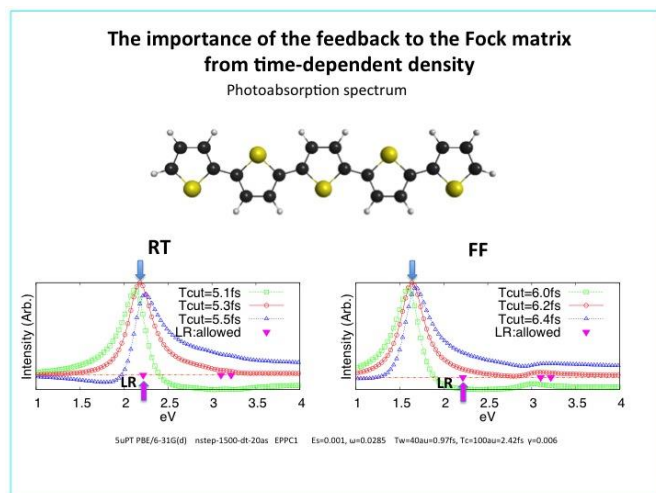 The importance of the feedback to the Fock matrix
from time-dependent density
Photoabsorption spectrum
RT
FF
Intensity (Arb.)
Tcut=5.1fs
Tcut=5.3fs
Tcut=5.5fs
LR:allowed
LR
1 1.5 2 2.5 3 3.5 4
eV
Intensity (Arb.)
Tcut=6.0fs
Tcut=6.2fs
Tcut=6.4fs
LR:allowed
LR
1 1.5 2 2.5 3 3.5 4
eV
5uPT PBE/6-31G(d) nstep-1500-dt-20as EPPC1 Es=0.001, ω=0.0285 Tw=40au=0.97fs, Tc=100au=2.42fs γ=0.006